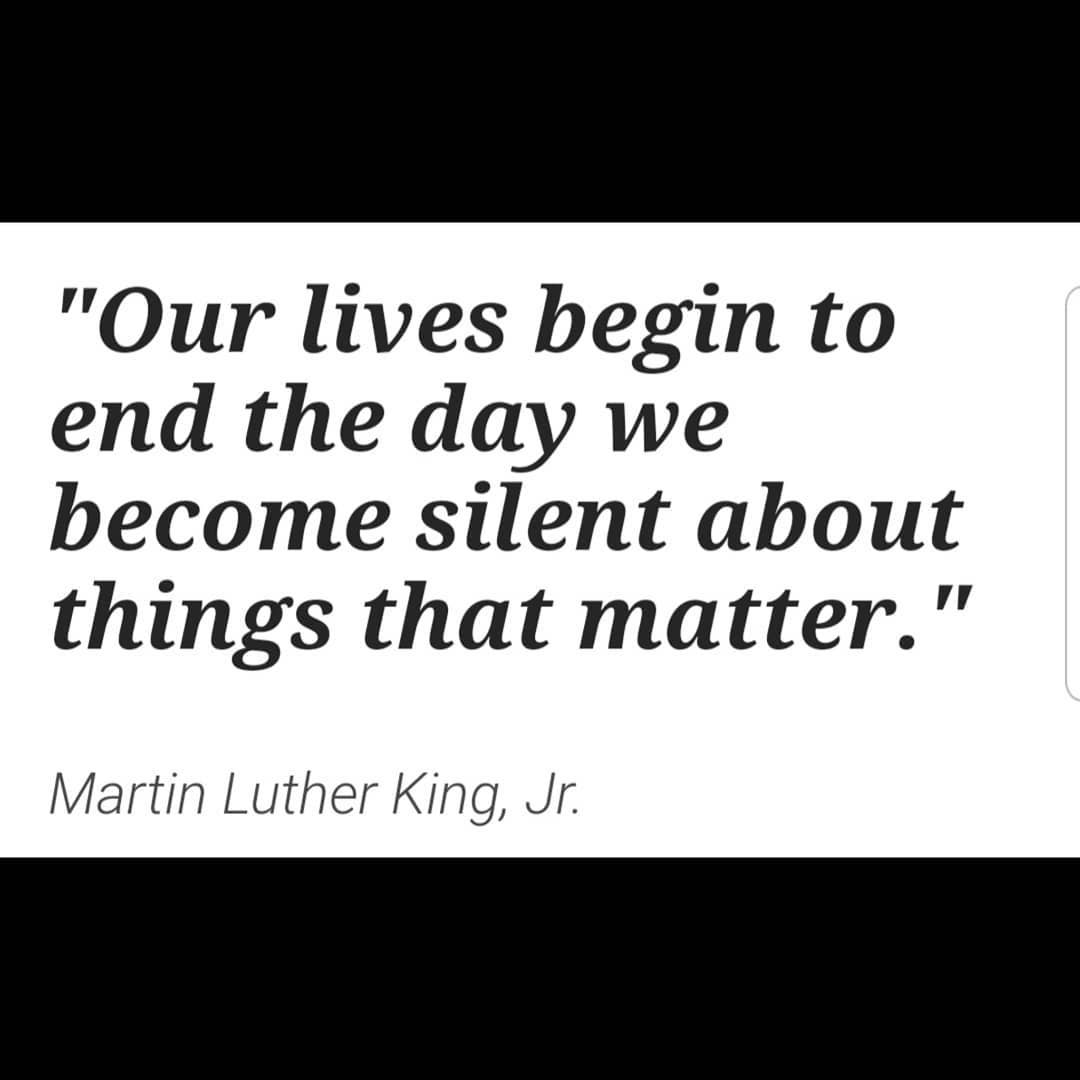 "Our lives begin to
end the day we
become silent about
things that matter."
Martin Luther King, Jr.